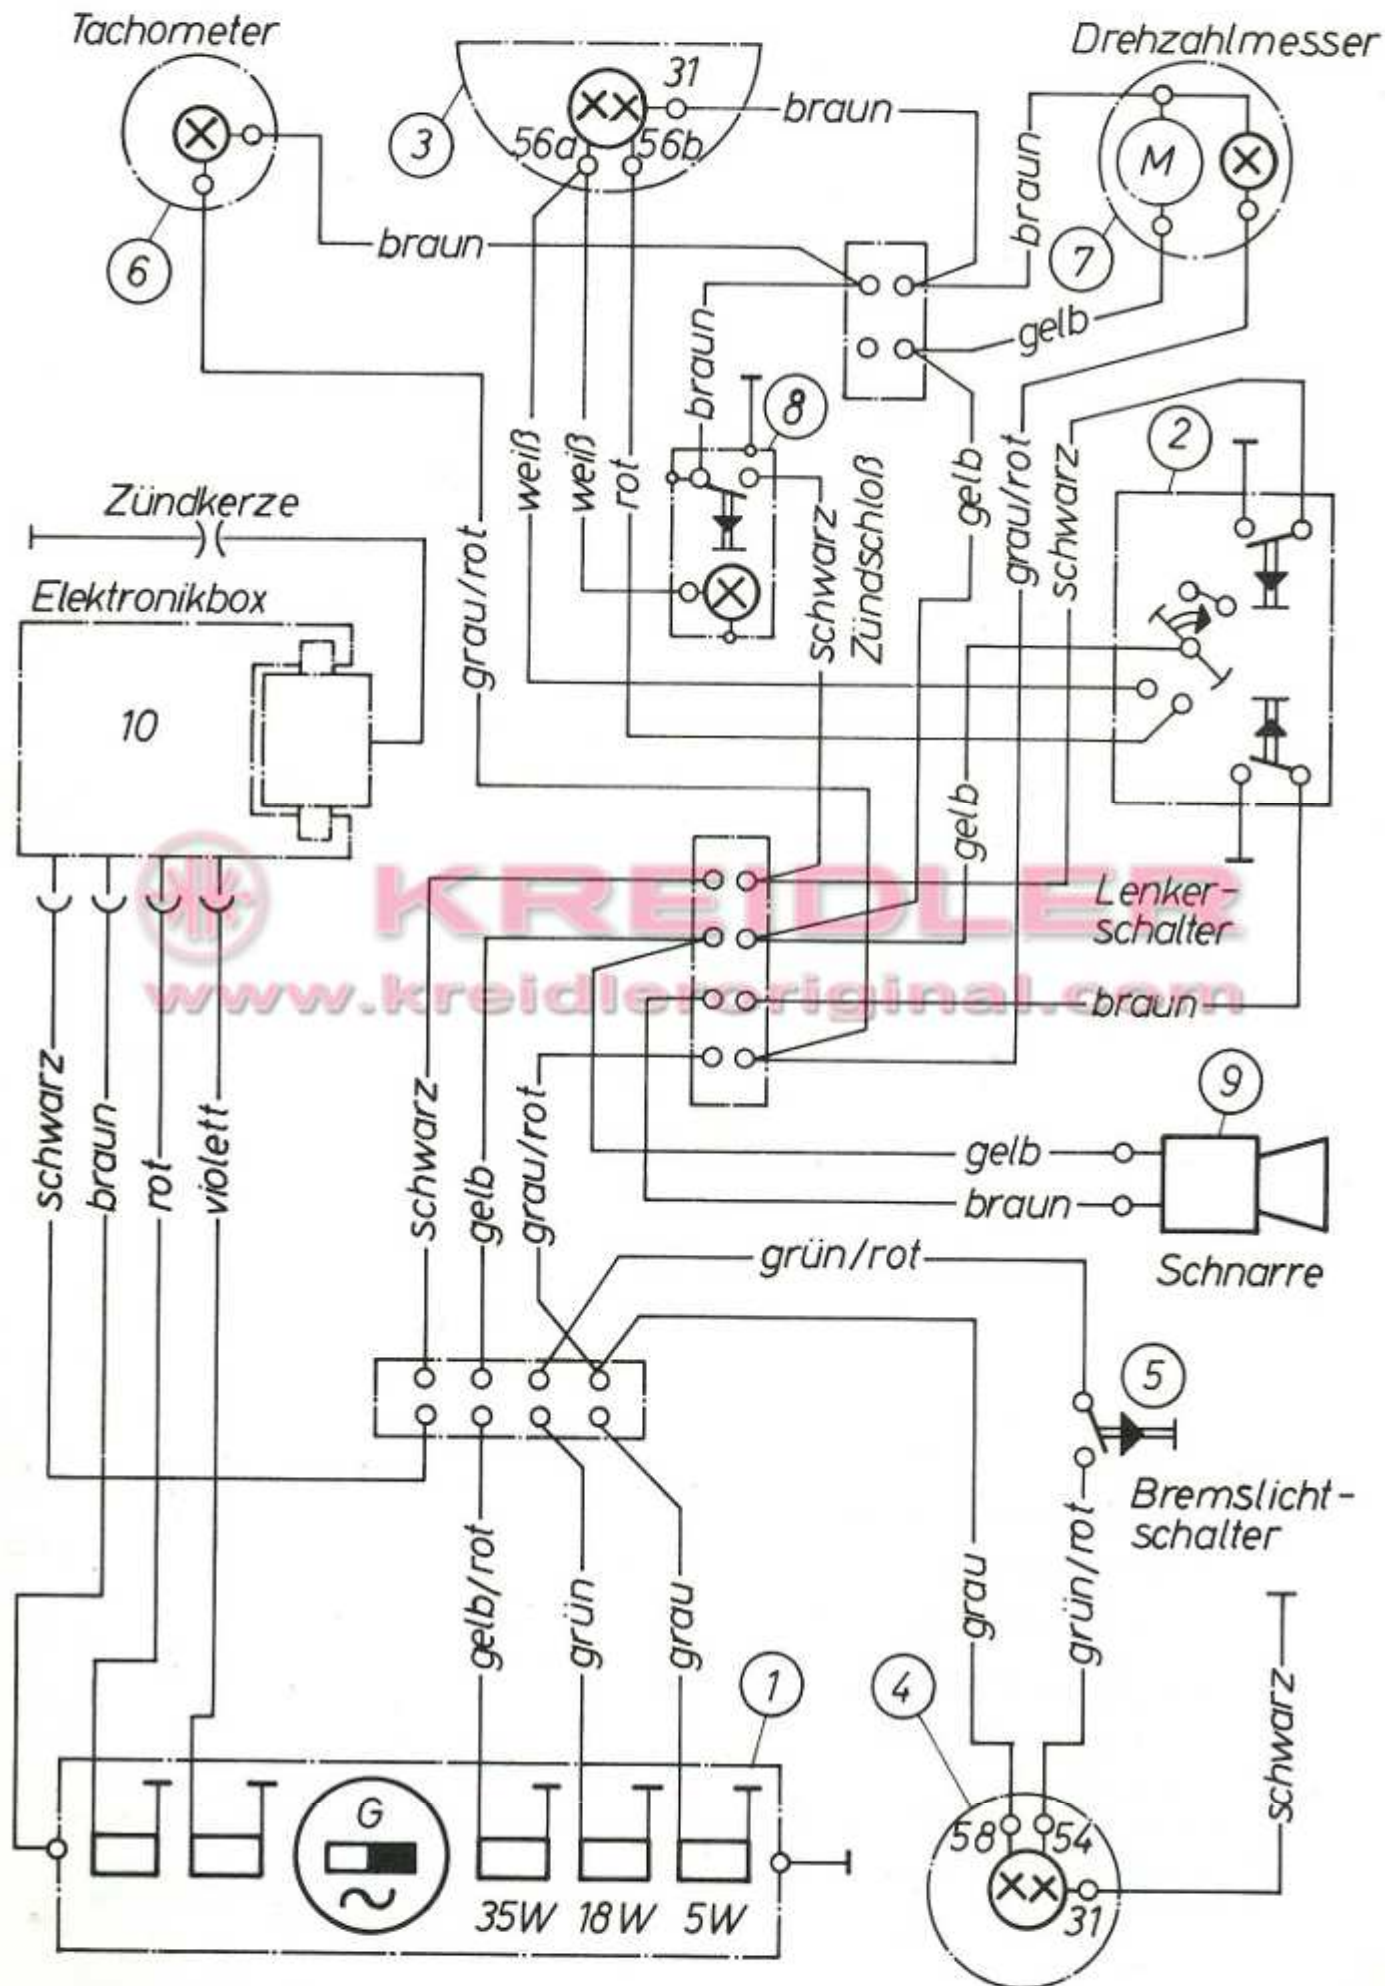 Tachometer
Drehzahlmesser
31
56a
56b
3
braun
M
braun
6
braun
7
gelb
braun
8
2
weiß
weiß
rot
gelb
grau/rot
schwarz
Zündkerze
schwarz
Zündschloß
Elektronikbox
grau/rot
10
gelb
KREIDLER
Lenker-
schalter
www.kreidleroriginal.com
braun
schwarz
braun
rot
violett
schwarz
gelb
grau/rot
9
gelb
braun
Schnarre
grün/rot
5
Bremslicht-
schalter
gelb/rot
grün
grau
grau
grün/rot
schwarz
1
4
G
58
54
31
35W
18W
5W